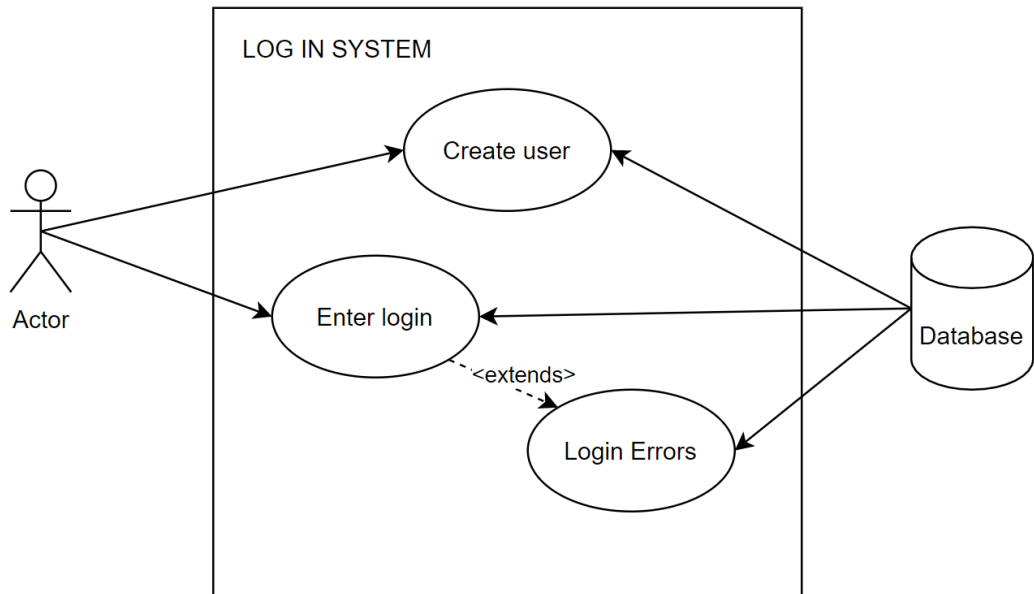 LOG IN SYSTEM
Create user
Actor
Enter login
Database
<extends>
Login Errors